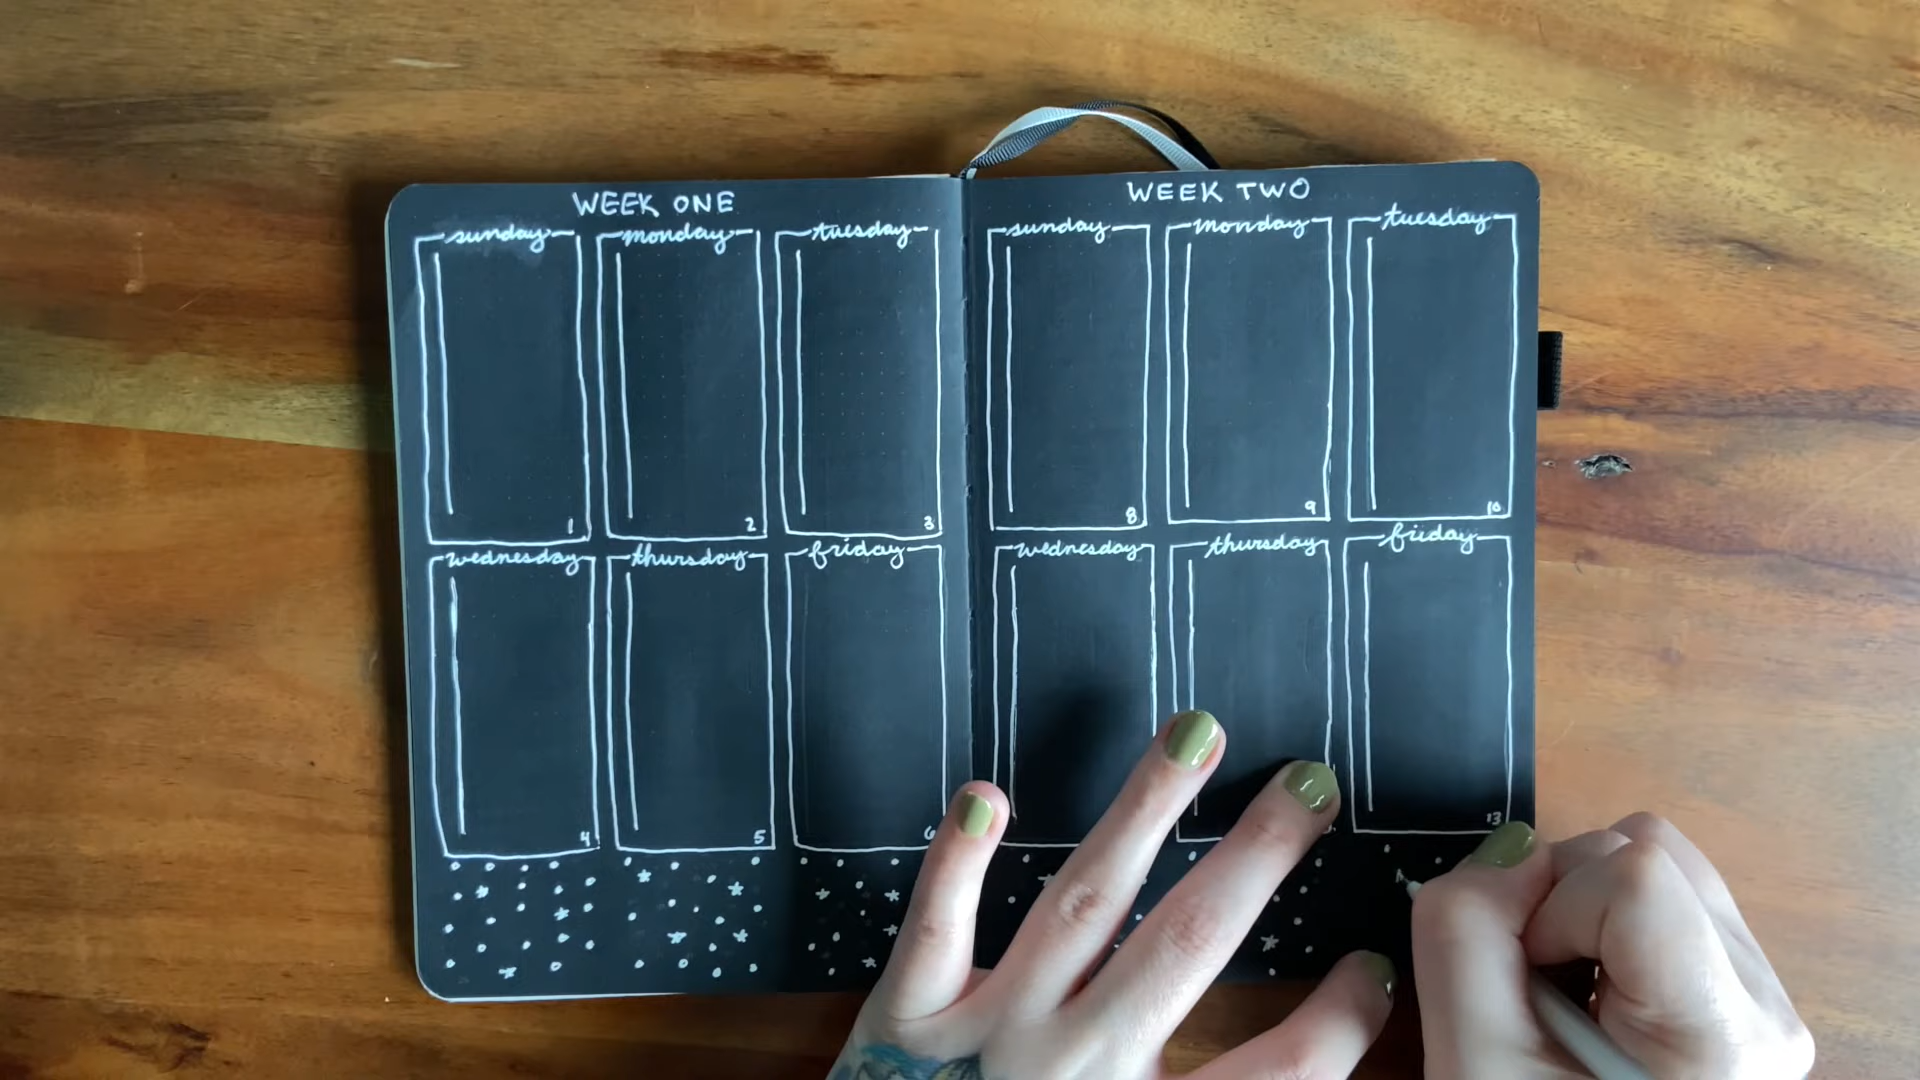 WEEK ONE
sunday monday tuesday
1 2 3
wednesday thursday friday
4 5 6
WEEK TWO
sunday monday tuesday
8 9 10
wednesday thursday friday
13